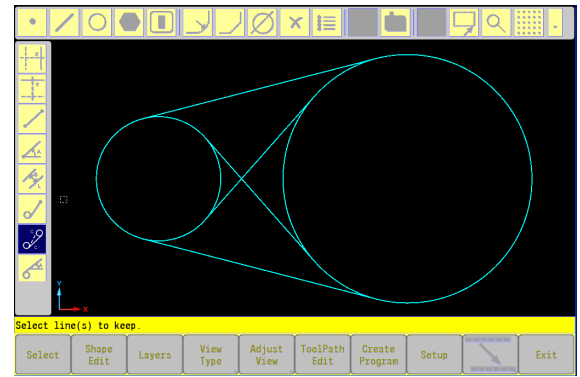 Y
X
Select line(s) to keep.
Select
Shape Edit
Layers
View Type
Adjust View
ToolPath Edit
Create Program
Setup
Exit